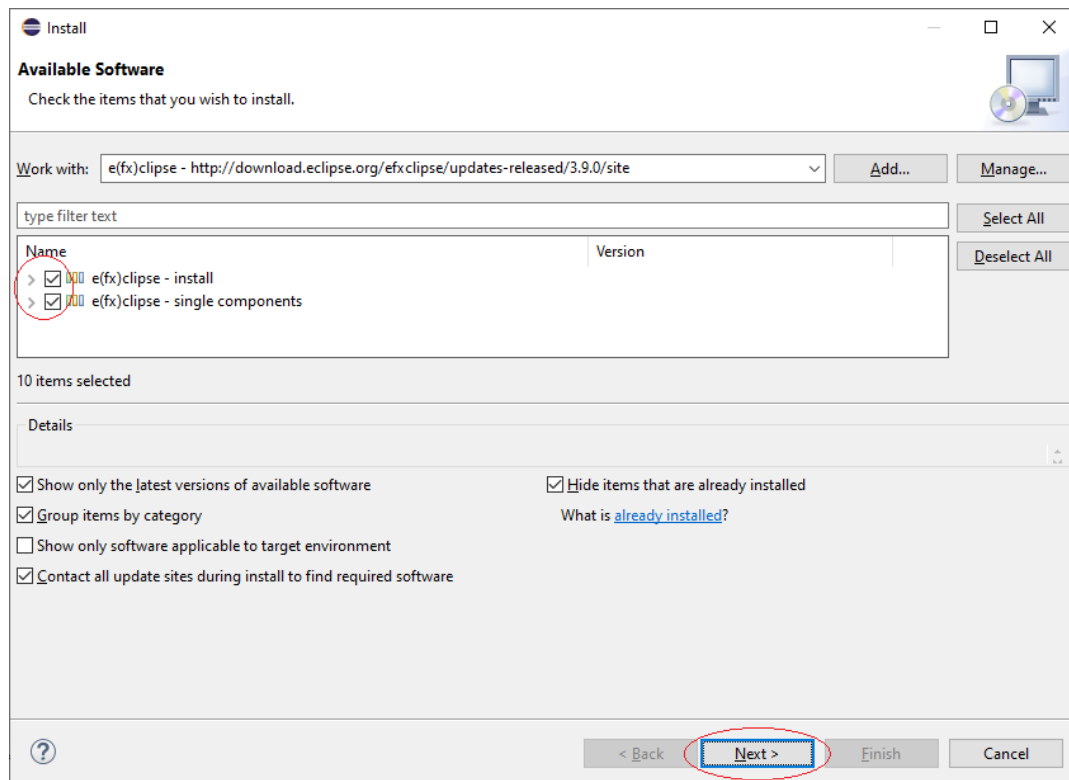 Install
Available Software
Check the items that you wish to install.
Work with: e(fx)clipse - http://download.eclipse.org/efxclipse/updates-released/3.9.0/site Add... Manage...
type filter text Select All
Name Version Deselect All
e(fx)clipse - install
e(fx)clipse - single components
10 items selected
Details
Show only the latest versions of available software Hide items that are already installed
Group items by category What is already installed?
Show only software applicable to target environment
Contact all update sites during install to find required software
? < Back Next > Finish Cancel